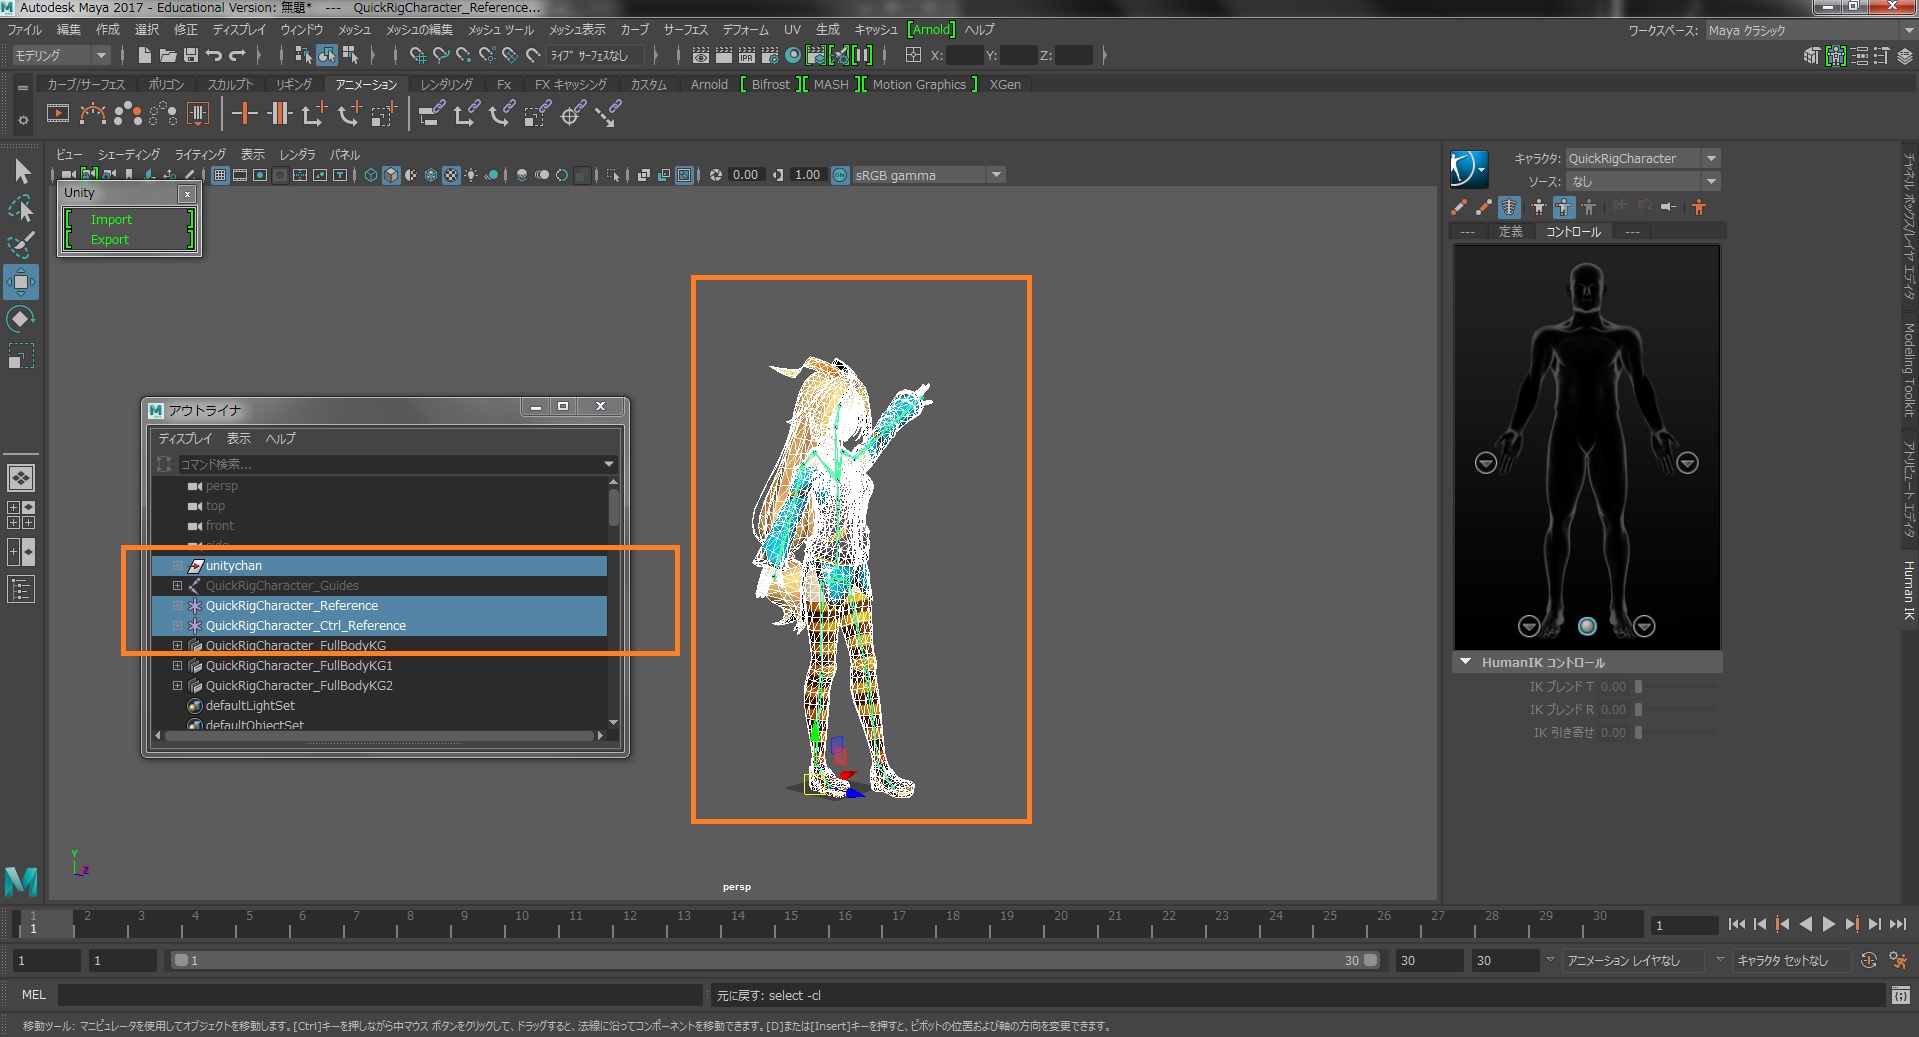 Autodesk Maya 2017 - Educational Version: 無題*   ---   QuickRigCharacter_Reference...
ファイル 編集 作成 選択 修正 ディスプレイ ウィンドウ メッシュ メッシュの編集 メッシュ ツール メッシュ表示 カーブ サーフェス デフォーム UV 生成 キャッシュ [Arnold] ヘルプ ワークスペース: Maya クラシック
モデリング ライブ サーフェスなし IPR X: Y: Z:
カーブ/サーフェス ポリゴン スカルプト リギング アニメーション レンダリング Fx FX キャッシング カスタム Arnold Bifrost MASH Motion Graphics XGen
ビュー シェーディング ライティング 表示 レンダラ パネル
0.00 1.00 ON sRGB gamma
Unity x
Import
Export
アウトライナ
ディスプレイ 表示 ヘルプ
コマンド検索...
persp
top
front
side
unitychan
QuickRigCharacter_Guides
QuickRigCharacter_Reference
QuickRigCharacter_Ctrl_Reference
QuickRigCharacter_FullBodyKG
QuickRigCharacter_FullBodyKG1
QuickRigCharacter_FullBodyKG2
defaultLightSet
defaultObjectSet
Y
Z
persp
キャラクタ: QuickRigCharacter
ソース: なし
--- 定義 コントロール ---
HumanIK コントロール
IK ブレンド T 0.00
IK ブレンド R 0.00
IK 引き寄せ 0.00
チャネル ボックス/レイヤ エディタ
Modeling Toolkit
アトリビュート エディタ
Human IK
1 2 3 4 5 6 7 8 9 10 11 12 13 14 15 16 17 18 19 20 21 22 23 24 25 26 27 28 29 30
1 1
1 1 1 30 30 30 アニメーション レイヤなし キャラクタ セットなし
MEL 元に戻す: select -cl
移動ツール: マニピュレータを使用してオブジェクトを移動します。[Ctrl]キーを押しながら中マウス ボタンをクリックして、ドラッグすると、法線に沿ってコンポーネントを移動できます。[D]または[Insert]キーを押すと、ピボットの位置および軸の方向を変更できます。